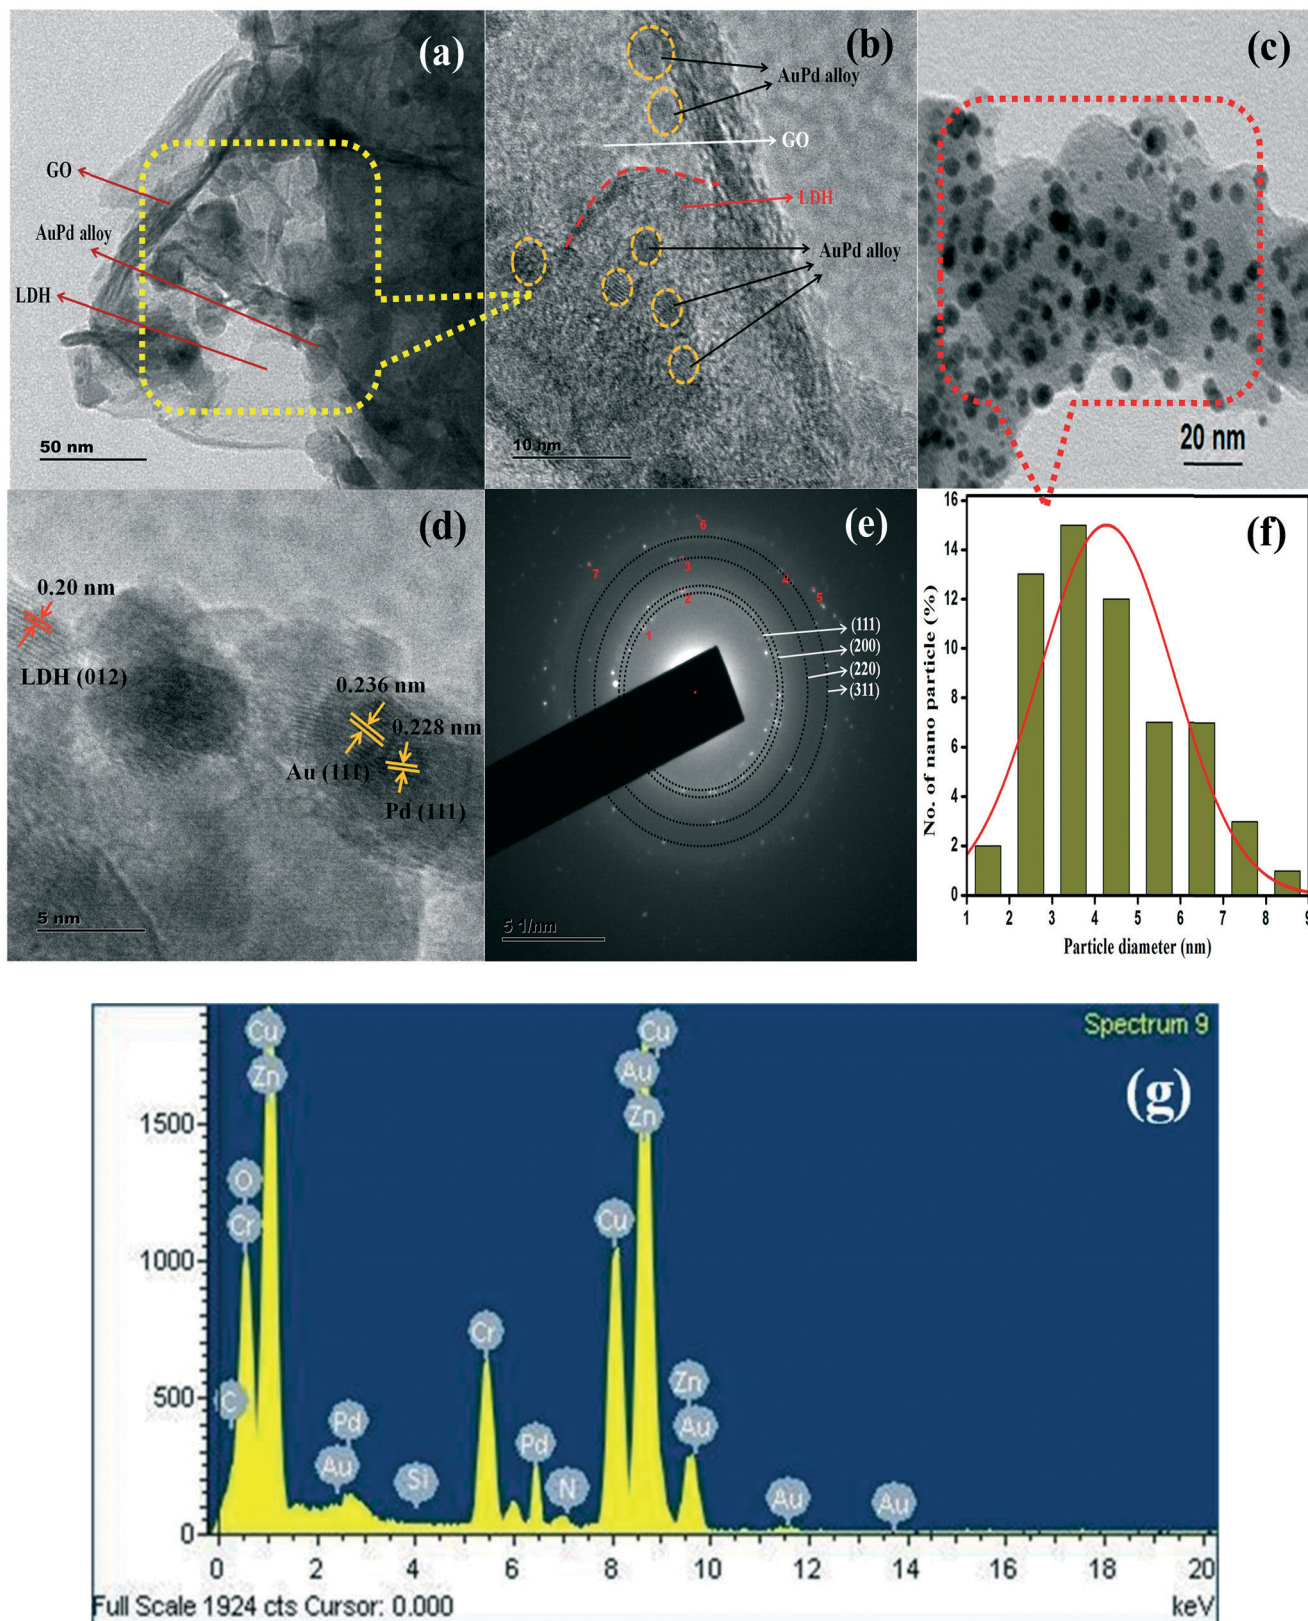 (a)
GO
AuPd alloy
LDH
50 nm
(b)
AuPd alloy
GO
LDH
AuPd alloy
10 nm
(c)
20 nm
(d)
0.20 nm
LDH (012)
0.236 nm
0.228 nm
Au (111)
Pd (111)
5 nm
(e)
6
7
3
4
5
2
1
(111)
(200)
(220)
(311)
5 1/nm
(f)
No. of nano particle (%)
16
14
12
10
8
6
4
2
0
1 2 3 4 5 6 7 8 9
Particle diameter (nm)
Spectrum 9
(g)
Cu
Zn
O
Cr
C
Au
Pd
Si
Cr
Pd
N
Cu
Cu
Au
Zn
Zn
Au
Au
Au
1500
1000
500
0
0 2 4 6 8 10 12 14 16 18 20
Full Scale 1924 cts Cursor: 0.000
keV